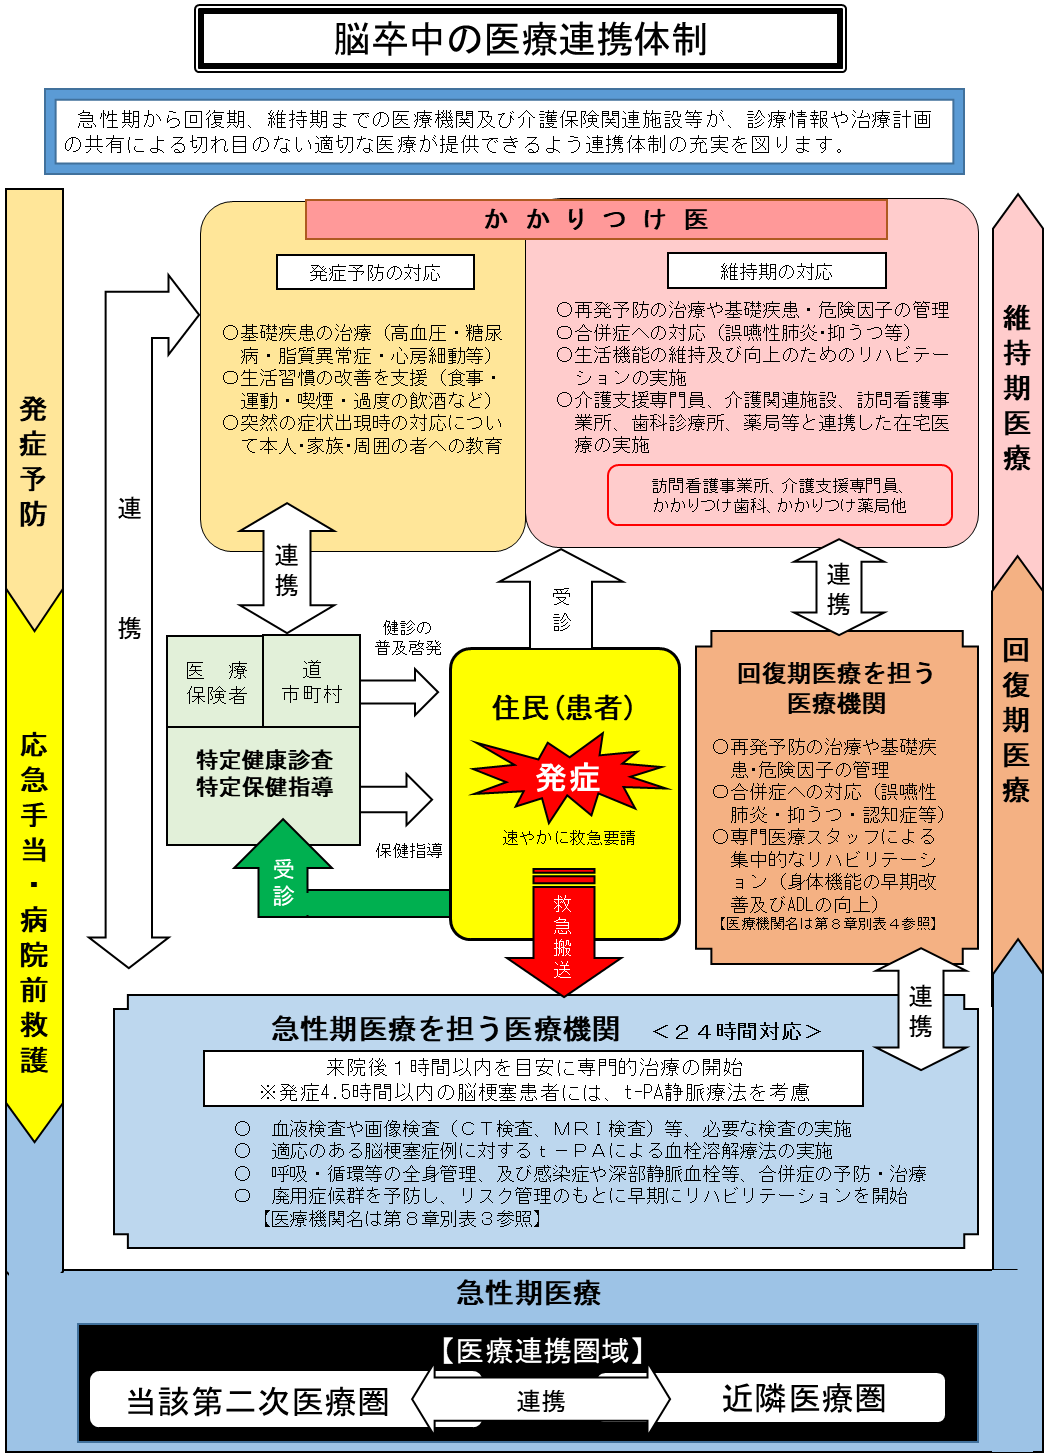 脳卒中の医療連携体制
急性期から回復期、維持期までの医療機関及び介護保険関連施設等が、診療情報や治療計画
の共有による切れ目のない適切な医療が提供できるよう連携体制の充実を図ります。
かかりつけ医
発症予防の対応
○基礎疾患の治療（高血圧・糖尿
病・脂質異常症・心房細動等）
○生活習慣の改善を支援（食事・
運動・喫煙・過度の飲酒など）
○突然の症状出現時の対応につい
て本人・家族・周囲の者への教育
維持期の対応
○再発予防の治療や基礎疾患・危険因子の管理
○合併症への対応（誤嚥性肺炎・抑うつ等）
○生活機能の維持及び向上のためのリハビテー
ションの実施
○介護支援専門員、介護関連施設、訪問看護事
業所、歯科診療所、薬局等と連携した在宅医
療の実施
訪問看護事業所、介護支援専門員、
かかりつけ歯科、かかりつけ薬局他
発症予防
応急手当・病院前救護
維持期医療
回復期医療
連携
連携
受診
連携
健診の
普及啓発
医療
保険者
道
市町村
特定健康診査
特定保健指導
保健指導
受診
住民（患者）
発症
速やかに救急要請
救急搬送
回復期医療を担う
医療機関
○再発予防の治療や基礎疾
患・危険因子の管理
○合併症への対応（誤嚥性
肺炎・抑うつ・認知症等）
○専門医療スタッフによる
集中的なリハビリテーシ
ョン（身体機能の早期改
善及びADLの向上）
【医療機関名は第８章別表４参照】
連携
急性期医療を担う医療機関　＜２４時間対応＞
来院後１時間以内を目安に専門的治療の開始
※発症4.5時間以内の脳梗塞患者には、t-PA静脈療法を考慮
○　血液検査や画像検査（ＣＴ検査、ＭＲＩ検査）等、必要な検査の実施
○　適応のある脳梗塞症例に対するｔ－ＰＡによる血栓溶解療法の実施
○　呼吸・循環等の全身管理、及び感染症や深部静脈血栓等、合併症の予防・治療
○　廃用症候群を予防し、リスク管理のもとに早期にリハビリテーションを開始
【医療機関名は第８章別表３参照】
急性期医療
【医療連携圏域】
当該第二次医療圏
連携
近隣医療圏